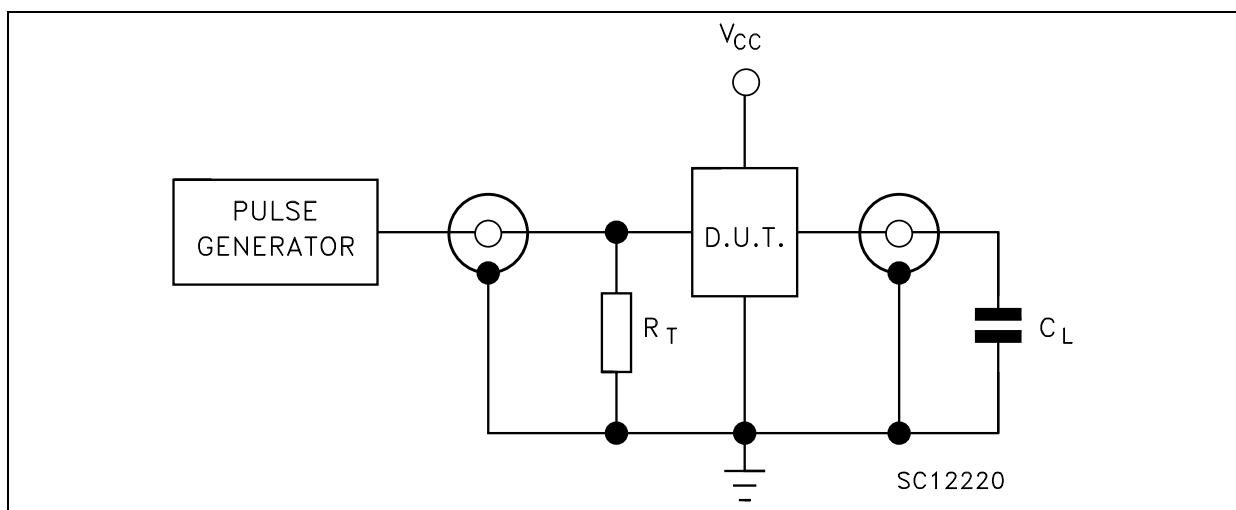 VCC
PULSE
GENERATOR
D.U.T.
RT
CL
SC12220